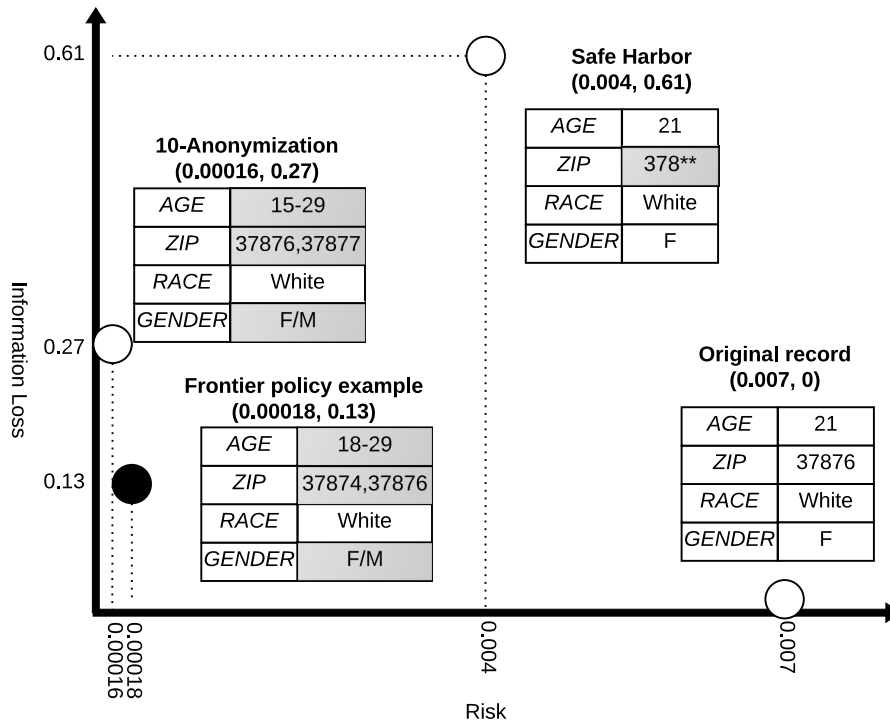 0.61
Safe Harbor
(0.004, 0.61)
AGE 21
ZIP 378**
RACE White
GENDER F
10-Anonymization
(0.00016, 0.27)
AGE 15-29
ZIP 37876,37877
RACE White
GENDER F/M
Information Loss
0.27
Original record
(0.007, 0)
AGE 21
ZIP 37876
RACE White
GENDER F
Frontier policy example
(0.00018, 0.13)
AGE 18-29
ZIP 37874,37876
RACE White
GENDER F/M
0.13
0.00016
0.00018
0.004
0.007
Risk